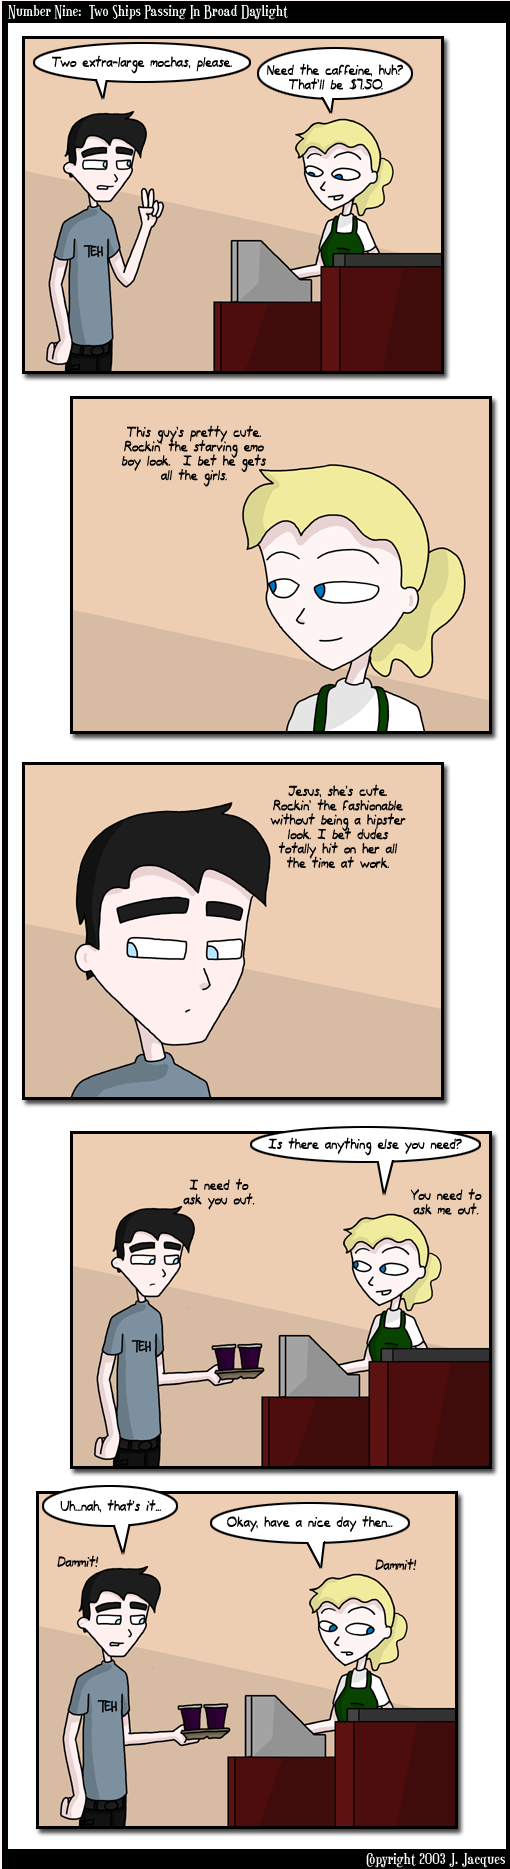 Number Nine: Two Ships Passing In Broad Daylight
Two extra-large mochas, please.
Need the caffeine, huh?
That'll be $7.50.
TEH
This guy's pretty cute.
Rockin' the starving emo
boy look. I bet he gets
all the girls.
Jesus, she's cute.
Rockin' the fashionable
without being a hipster
look. I bet dudes
totally hit on her all
the time at work.
Is there anything else you need?
I need to
ask you out.
You need to
ask me out.
TEH
Uh...nah, that's it...
Okay, have a nice day then...
Dammit!
Dammit!
TEH
Copyright 2003 J. Jacques